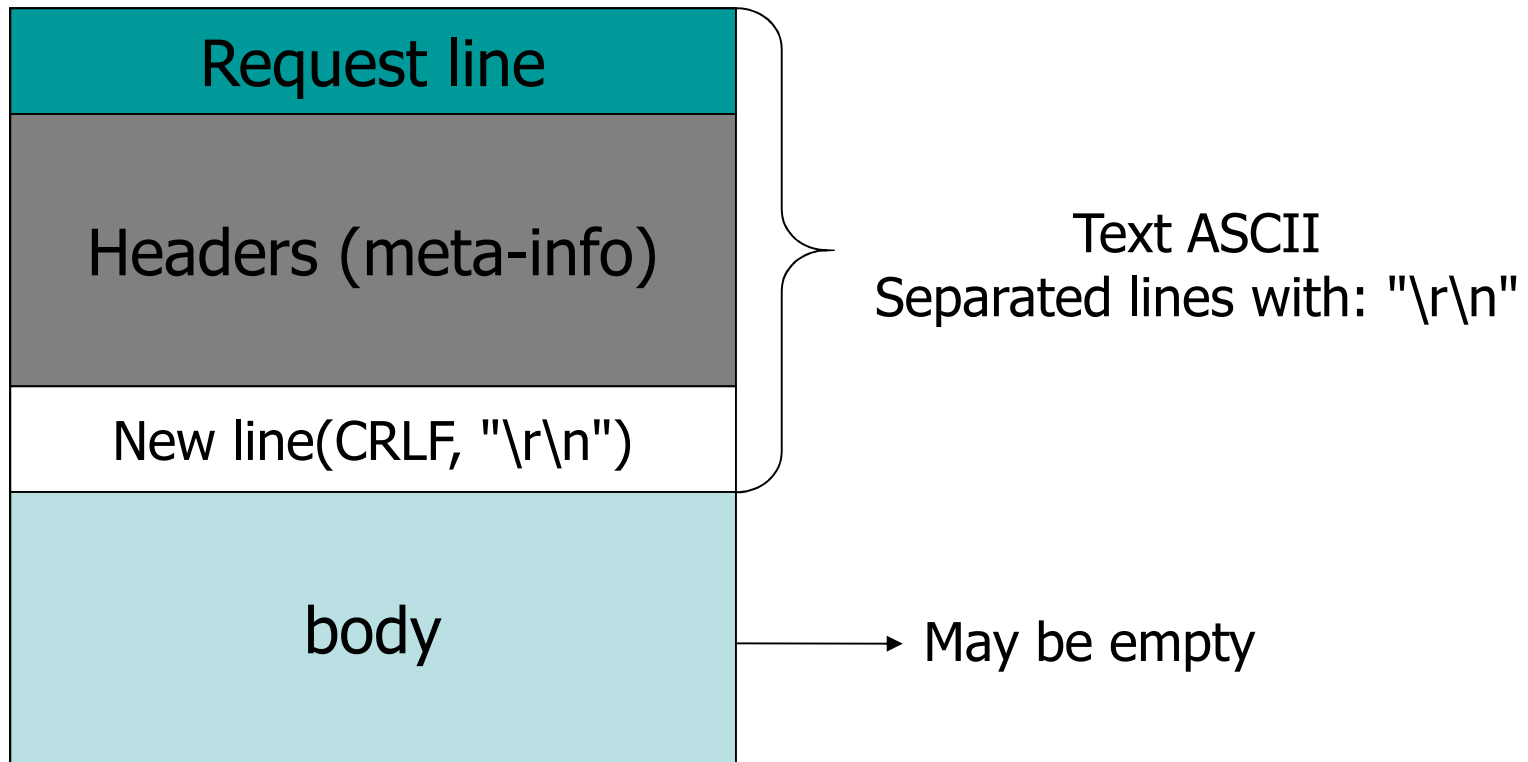 Request line
Headers (meta-info)
Text ASCII
Separated lines with: "\r\n"
New line(CRLF, "\r\n")
body
May be empty